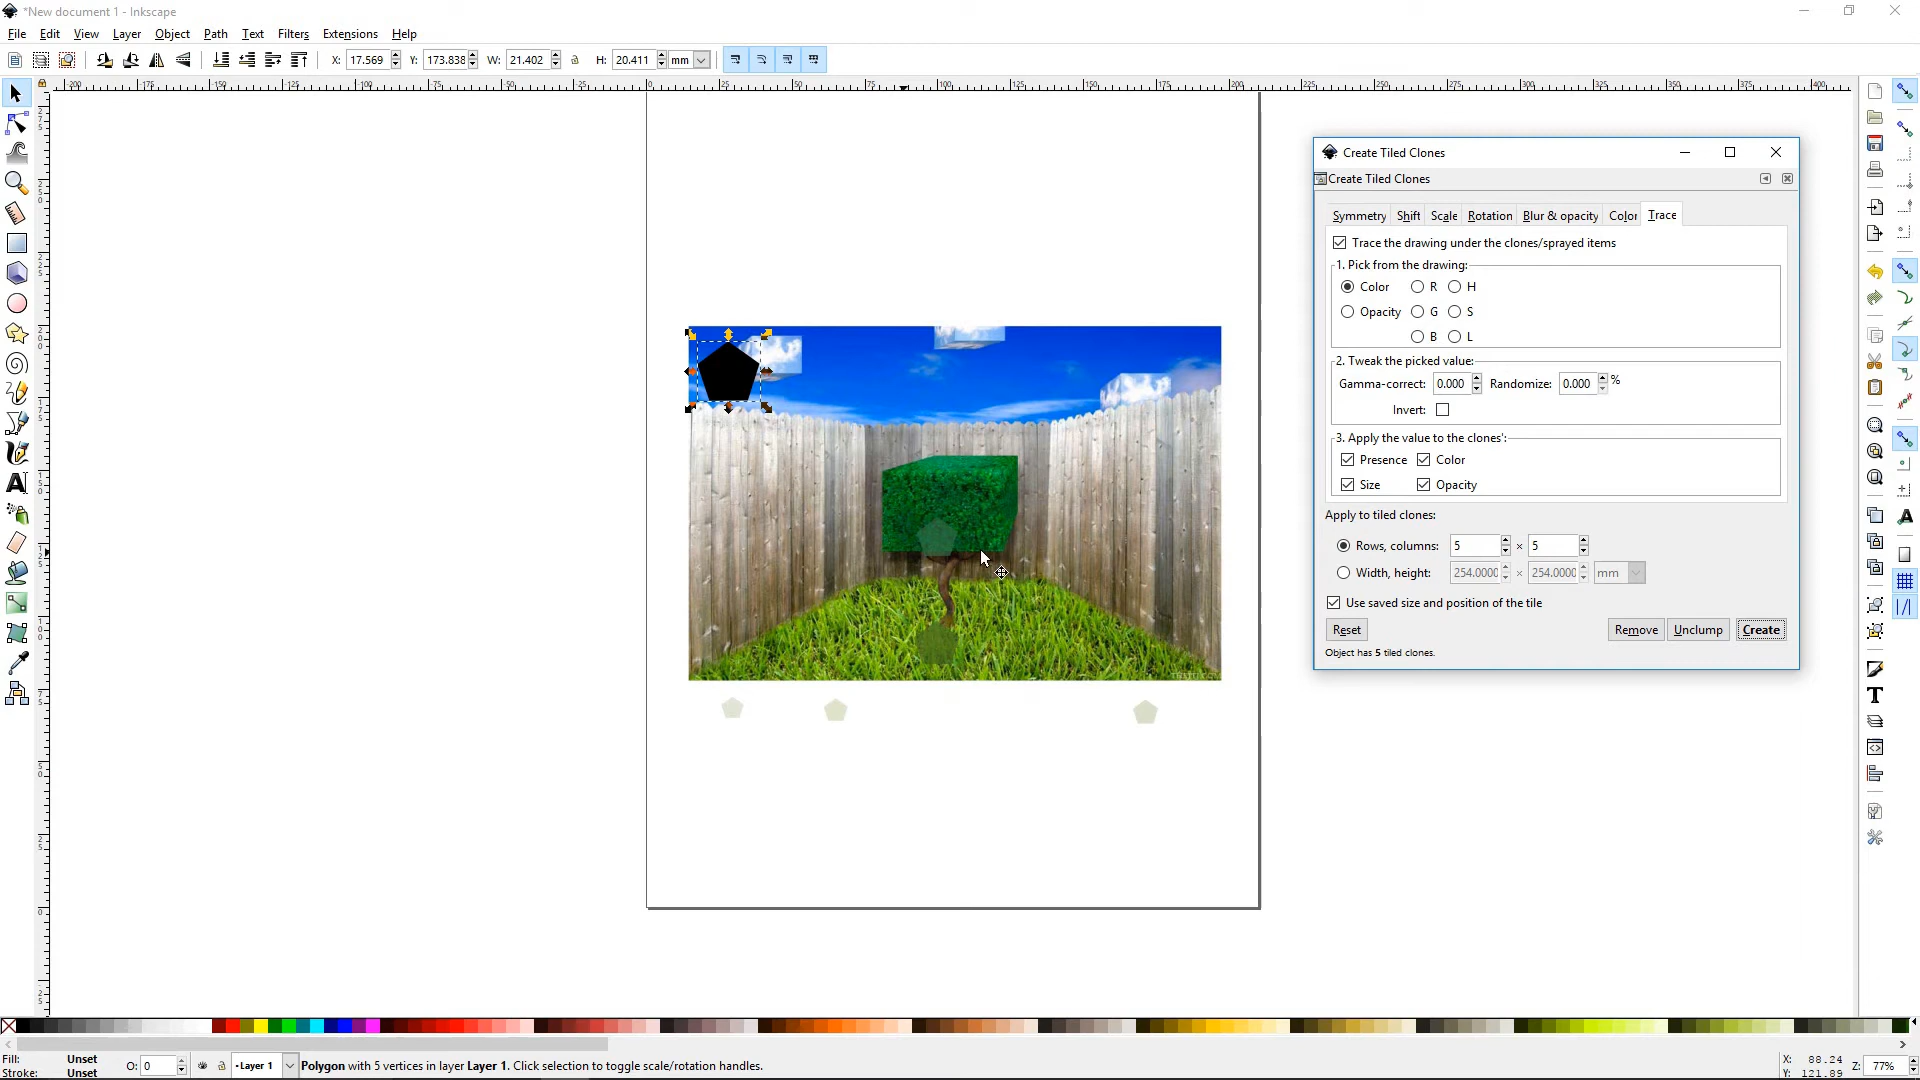 *New document 1 - Inkscape
File Edit View Layer Object Path Text Filters Extensions Help
X: 17.569 Y: 173.838 W: 21.402 H: 20.411 mm
Create Tiled Clones
Create Tiled Clones
Symmetry Shift Scale Rotation Blur & opacity Color Trace
Trace the drawing under the clones/sprayed items
1. Pick from the drawing:
Color R H
Opacity G S
B L
2. Tweak the picked value:
Gamma-correct: 0.000 Randomize: 0.000 %
Invert:
3. Apply the value to the clones':
Presence Color
Size Opacity
Apply to tiled clones:
Rows, columns: 5 × 5
Width, height: 254.0000 × 254.0000 mm
Use saved size and position of the tile
Reset Remove Unclump Create
Object has 5 tiled clones.
Fill: Unset
Stroke: Unset
O: 0
•Layer 1
Polygon with 5 vertices in layer Layer 1. Click selection to toggle scale/rotation handles.
X: 88.24
Y: 121.89
Z: 77%